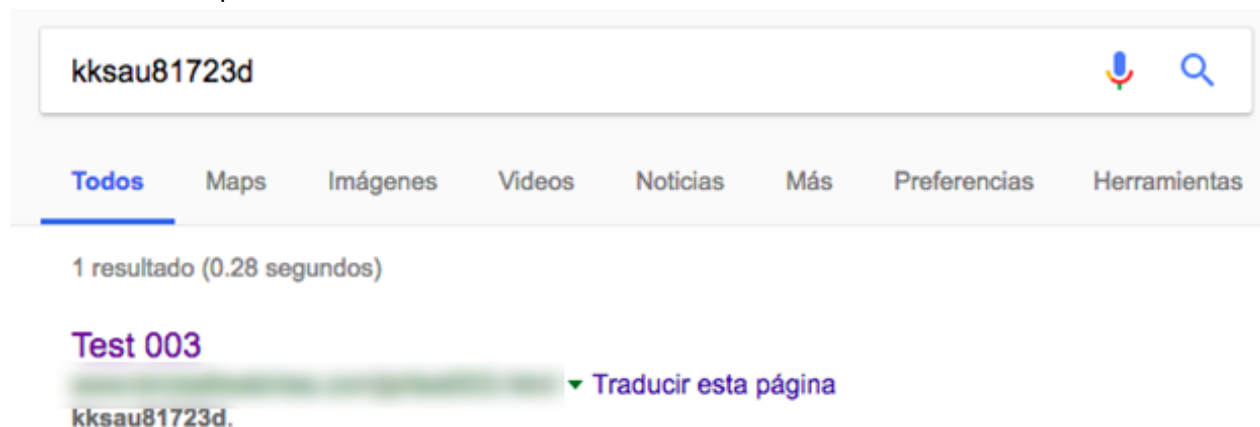 kksau81723d
Todos Maps Imágenes Videos Noticias Más Preferencias Herramientas
1 resultado (0.28 segundos)
Test 003
Traducir esta página
kksau81723d.